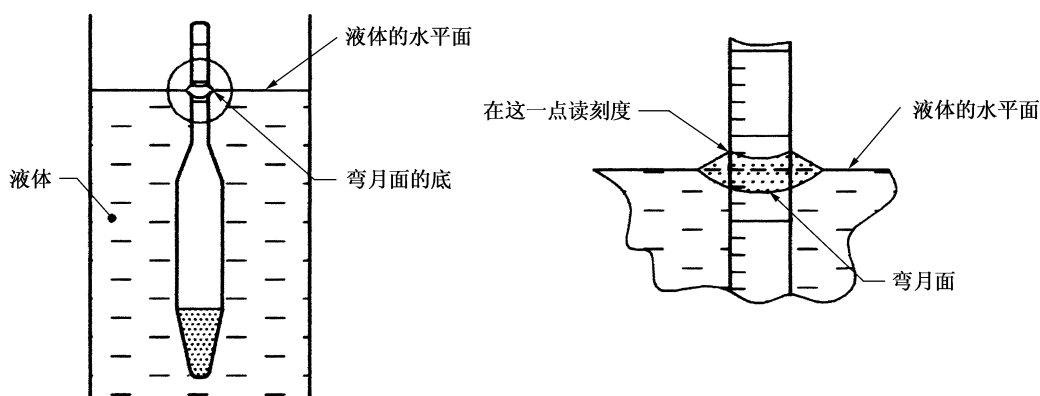 液体的水平面
液体
弯月面的底
在这一点读刻度
液体的水平面
弯月面